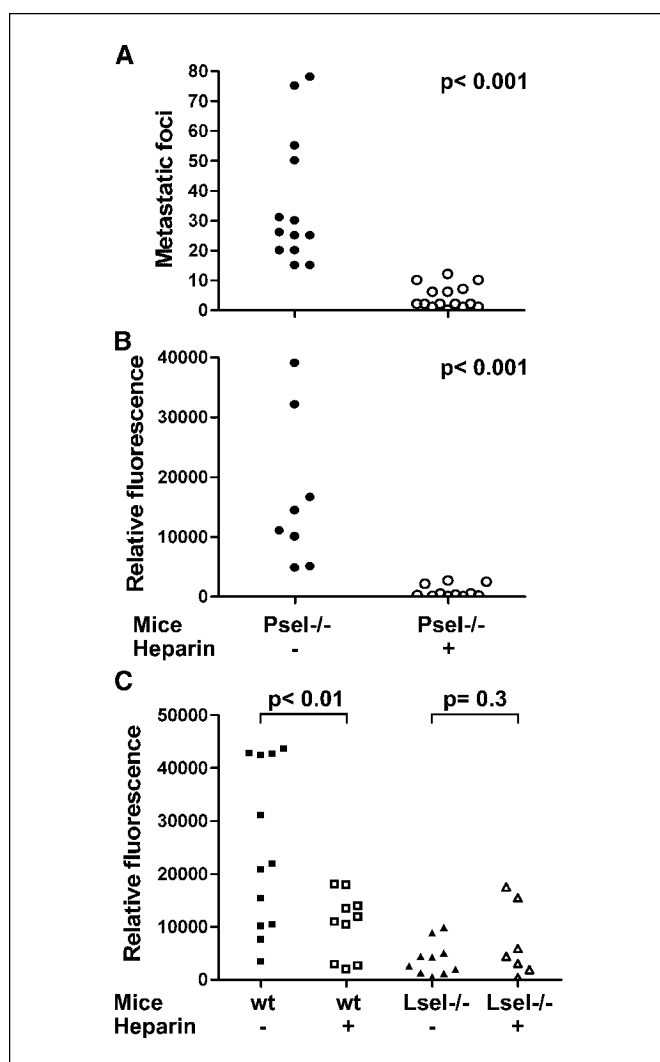 A
80
70
60
50
40
30
20
10
0
Metastatic foci
p< 0.001
B
40000
30000
20000
10000
0
Relative fluorescence
p< 0.001
Mice Psel-/- Psel-/-
Heparin - +
C
p< 0.01 p= 0.3
50000
40000
30000
20000
10000
0
Relative fluorescence
Mice wt wt Lsel-/- Lsel-/-
Heparin - + - +